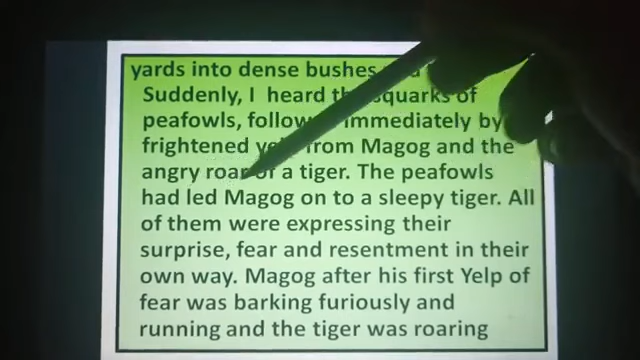 yards into dense bushes
Suddenly, I heard squarks of
peafowls, immediately by
frightened from Magog and the
angry roar of a tiger. The peafowls
had led Magog on to a sleepy tiger. All
of them were expressing their
surprise, fear and resentment in their
own way. Magog after his first Yelp of
fear was barking furiously and
running and the tiger was roaring